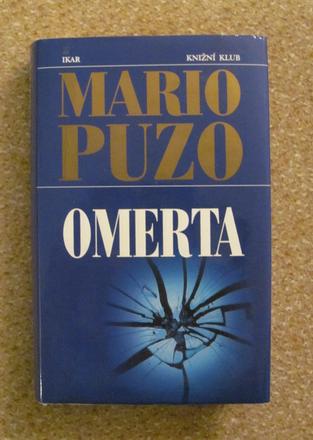 IKAR KNIŽNÍ KLUB
MARIO
PUZO
OMERTA